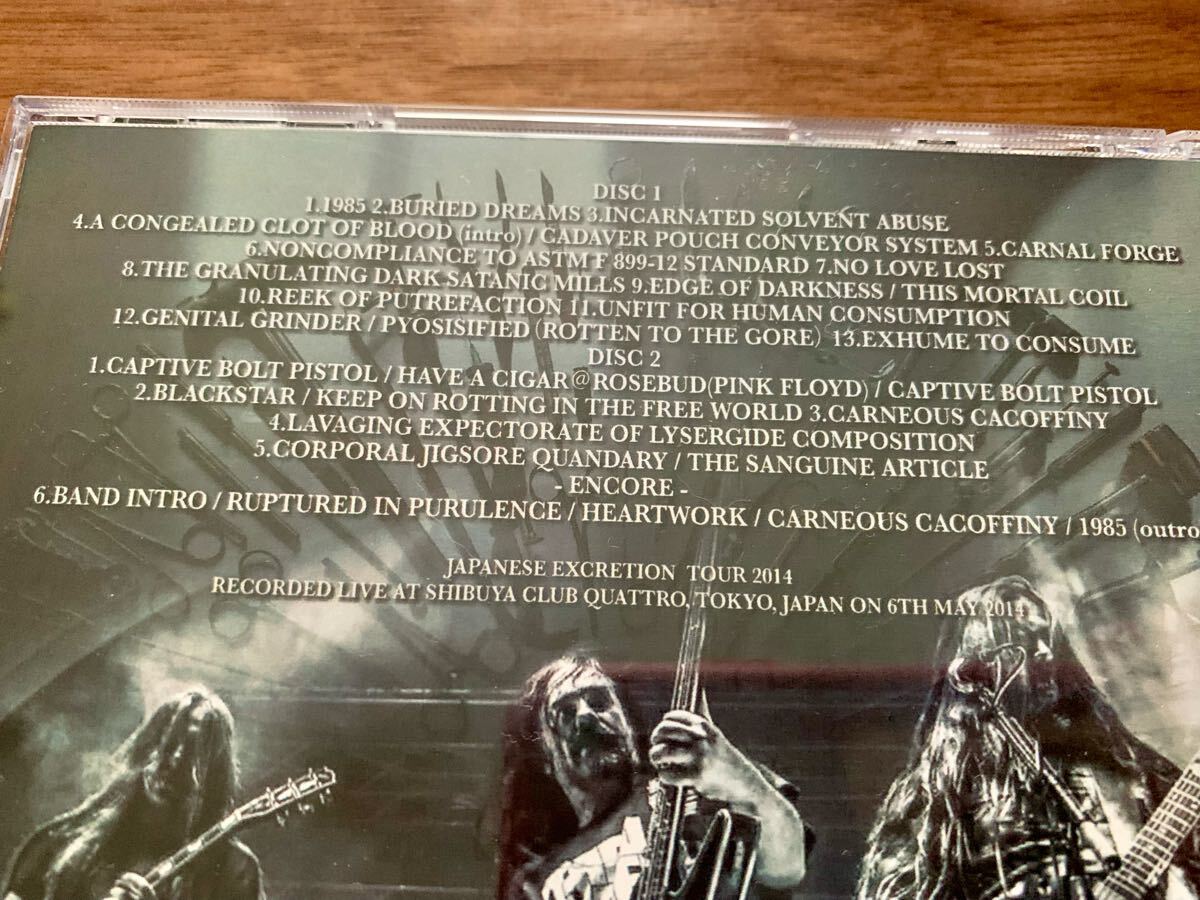 DISC 1
1.1985 2.BURIED DREAMS 3.INCARNATED SOLVENT ABUSE
4.A CONGEALED CLOT OF BLOOD (intro) / CADAVER POUCH CONVEYOR SYSTEM 5.CARNAL FORGE
6.NONCOMPLIANCE TO ASTM F 899-12 STANDARD 7.NO LOVE LOST
8.THE GRANULATING DARK SATANIC MILLS 9.EDGE OF DARKNESS / THIS MORTAL COIL
10.REEK OF PUTREFACTION 11.UNFIT FOR HUMAN CONSUMPTION
12.GENITAL GRINDER / PYOSISIFIED (ROTTEN TO THE GORE) 13.EXHUME TO CONSUME
DISC 2
1.CAPTIVE BOLT PISTOL / HAVE A CIGAR@ROSEBUD(PINK FLOYD) / CAPTIVE BOLT PISTOL
2.BLACKSTAR / KEEP ON ROTTING IN THE FREE WORLD 3.CARNEOUS CACOFFINY
4.LAVAGING EXPECTORATE OF LYSERGIDE COMPOSITION
5.CORPORAL JIGSORE QUANDARY / THE SANGUINE ARTICLE
- ENCORE -
6.BAND INTRO / RUPTURED IN PURULENCE / HEARTWORK / CARNEOUS CACOFFINY / 1985 (outro
JAPANESE EXCRETION TOUR 2014
RECORDED LIVE AT SHIBUYA CLUB QUATTRO, TOKYO, JAPAN ON 6TH MAY 2014